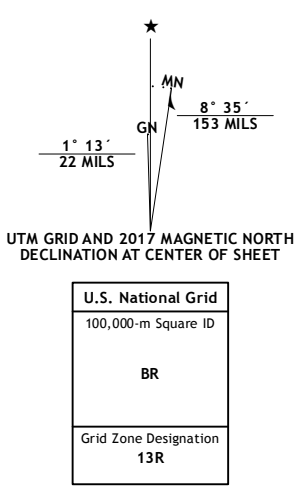 ★
MN
GN
8° 35´
153 MILS
1° 13´
22 MILS
UTM GRID AND 2017 MAGNETIC NORTH
DECLINATION AT CENTER OF SHEET
U.S. National Grid
100,000-m Square ID
BR
Grid Zone Designation
13R